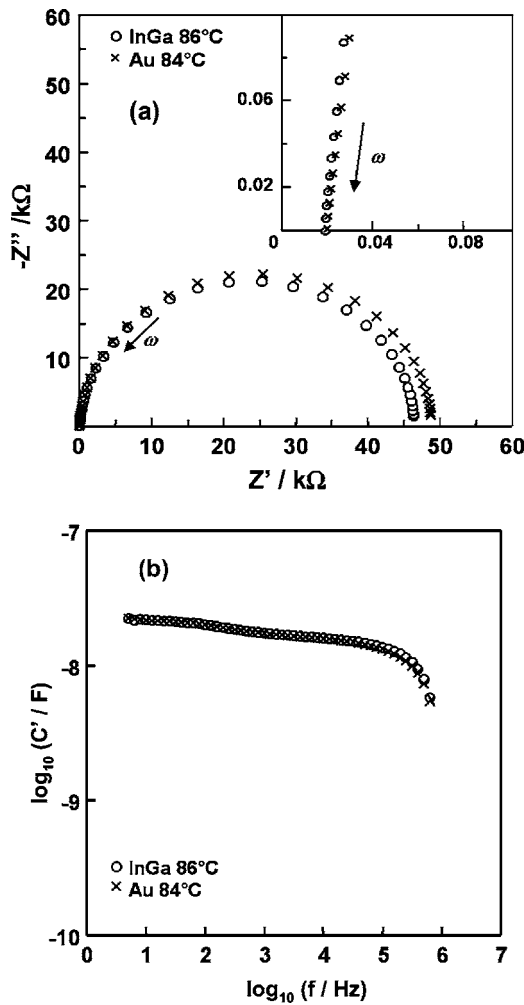 60
InGa 86°C
Au 84°C
50
(a)
0.06
40
ω
-Z'' /kΩ
30
0.02
0 0.04 0.08
20
10
ω
0 10 20 30 40 50 60
Z' / kΩ
-7
(b)
-8
log10 (C' / F)
-9
InGa 86°C
Au 84°C
-10
0 1 2 3 4 5 6 7
log10 (f / Hz)